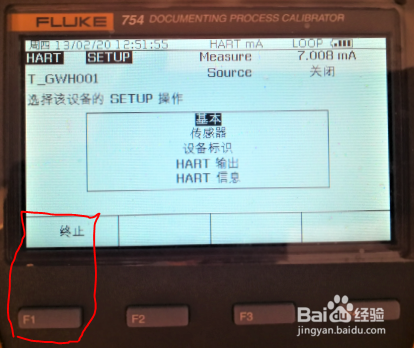 FLUKE 754 DOCUMENTING PROCESS CALIBRATOR
周四 13/02/20 12:51:55 HART mA LOOP
HART SETUP Measure 7.008 mA
Source 关闭
T_GWH001
选择该设备的 SETUP 操作
基本
传感器
设备标识
HART 输出
HART 信息
终止
F1 F2 F3
Bai du 经验
jingyan.baidu.com